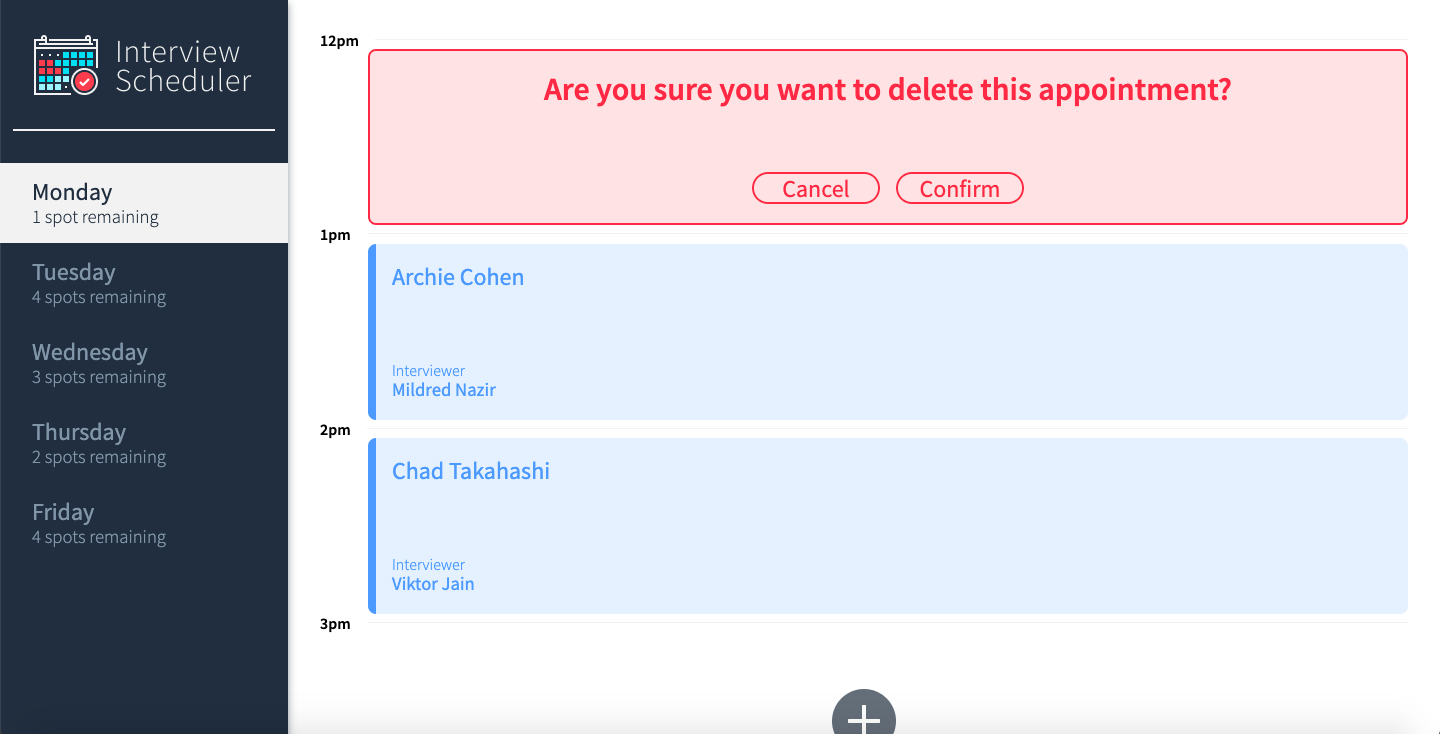 Interview
Scheduler
Monday
1 spot remaining
Tuesday
4 spots remaining
Wednesday
3 spots remaining
Thursday
2 spots remaining
Friday
4 spots remaining
12pm
Are you sure you want to delete this appointment?
Cancel Confirm
1pm
Archie Cohen
Interviewer
Mildred Nazir
2pm
Chad Takahashi
Interviewer
Viktor Jain
3pm